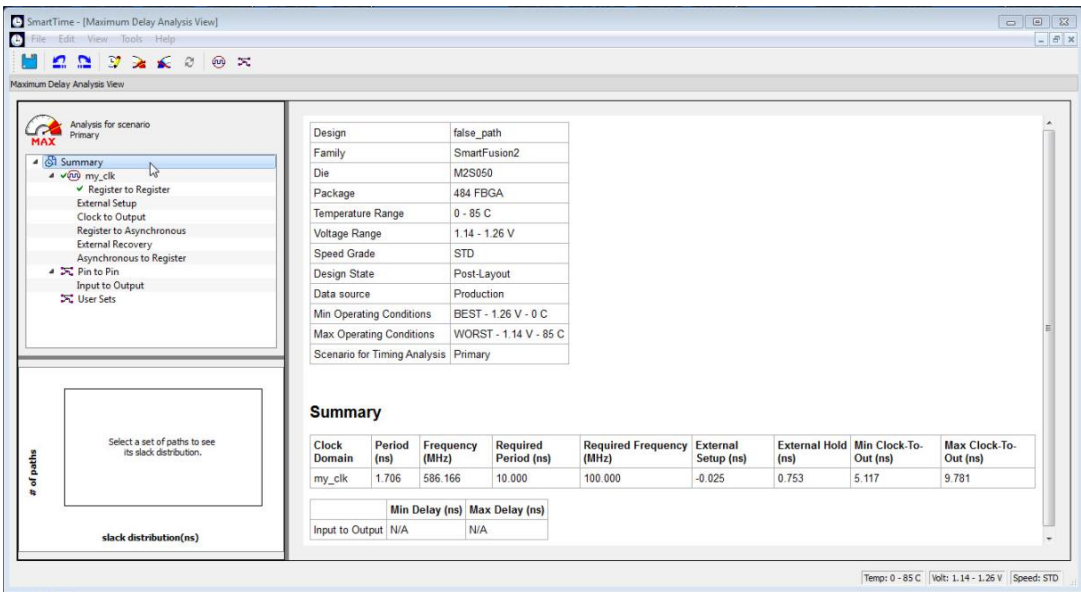 SmartTime - [Maximum Delay Analysis View]
File Edit View Tools Help
Maximum Delay Analysis View
MAX
Analysis for scenario
Primary
Summary
my_clk
Register to Register
External Setup
Clock to Output
Register to Asynchronous
External Recovery
Asynchronous to Register
Pin to Pin
Input to Output
User Sets
# of paths
Select a set of paths to see
its slack distribution.
slack distribution(ns)
Design false_path
Family SmartFusion2
Die M2S050
Package 484 FBGA
Temperature Range 0 - 85 C
Voltage Range 1.14 - 1.26 V
Speed Grade STD
Design State Post-Layout
Data source Production
Min Operating Conditions BEST - 1.26 V - 0 C
Max Operating Conditions WORST - 1.14 V - 85 C
Scenario for Timing Analysis Primary
Summary
Clock Period Frequency Required Required Frequency External External Hold Min Clock-To- Max Clock-To-
Domain (ns) (MHz) Period (ns) (MHz) Setup (ns) (ns) Out (ns) Out (ns)
my_clk 1.706 586.166 10.000 100.000 -0.025 0.753 5.117 9.781
Min Delay (ns) Max Delay (ns)
Input to Output N/A N/A
Temp: 0 - 85 C Volt: 1.14 - 1.26 V Speed: STD